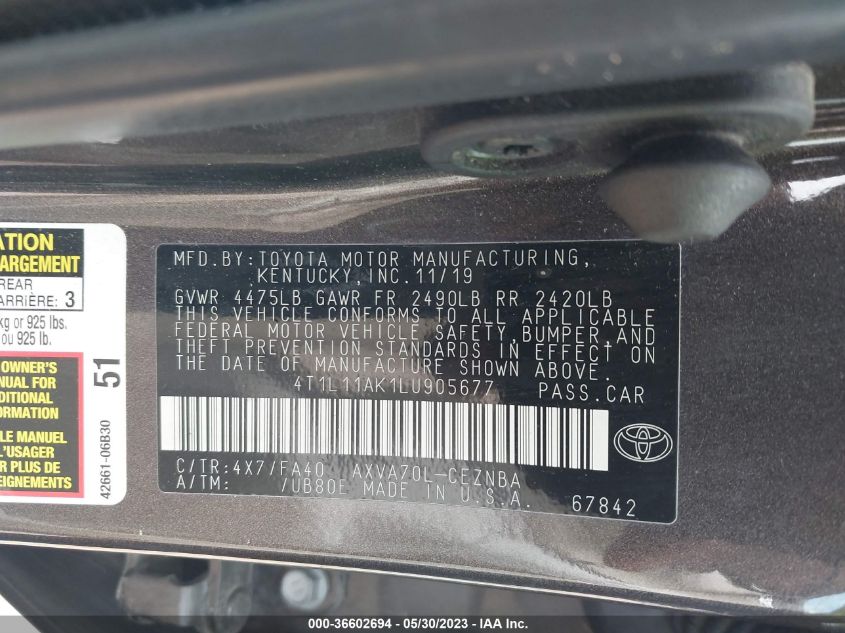 ATION
ARGEMENT
REAR
ARRIÈRE: 3
kg or 925 lbs.
ou 925 lb.
OWNER'S
MANUAL FOR
DDITIONAL
FORMATION
LE MANUEL
L'USAGER
R PLUS DE
EIGNEMENTS
51
42661-06B30
MFD.BY:TOYOTA MOTOR MANUFACTURING,
KENTUCKY,INC.11/19
GVWR 4475LB GAWR FR 2490LB RR 2420LB
THIS VEHICLE CONFORMS TO ALL APPLICABLE
FEDERAL MOTOR VEHICLE SAFETY,BUMPER,AND
THEFT PREVENTION STANDARDS IN EFFECT ON
THE DATE OF MANUFACTURE SHOWN ABOVE.
4T1L11AK1LU905677 PASS.CAR
C/TR:4X7/FA40 AXVA70L-CEZNBA
A/TM: /UB80E MADE IN U.S.A. 67842
000-36602694 - 05/30/2023 - IAAI.com